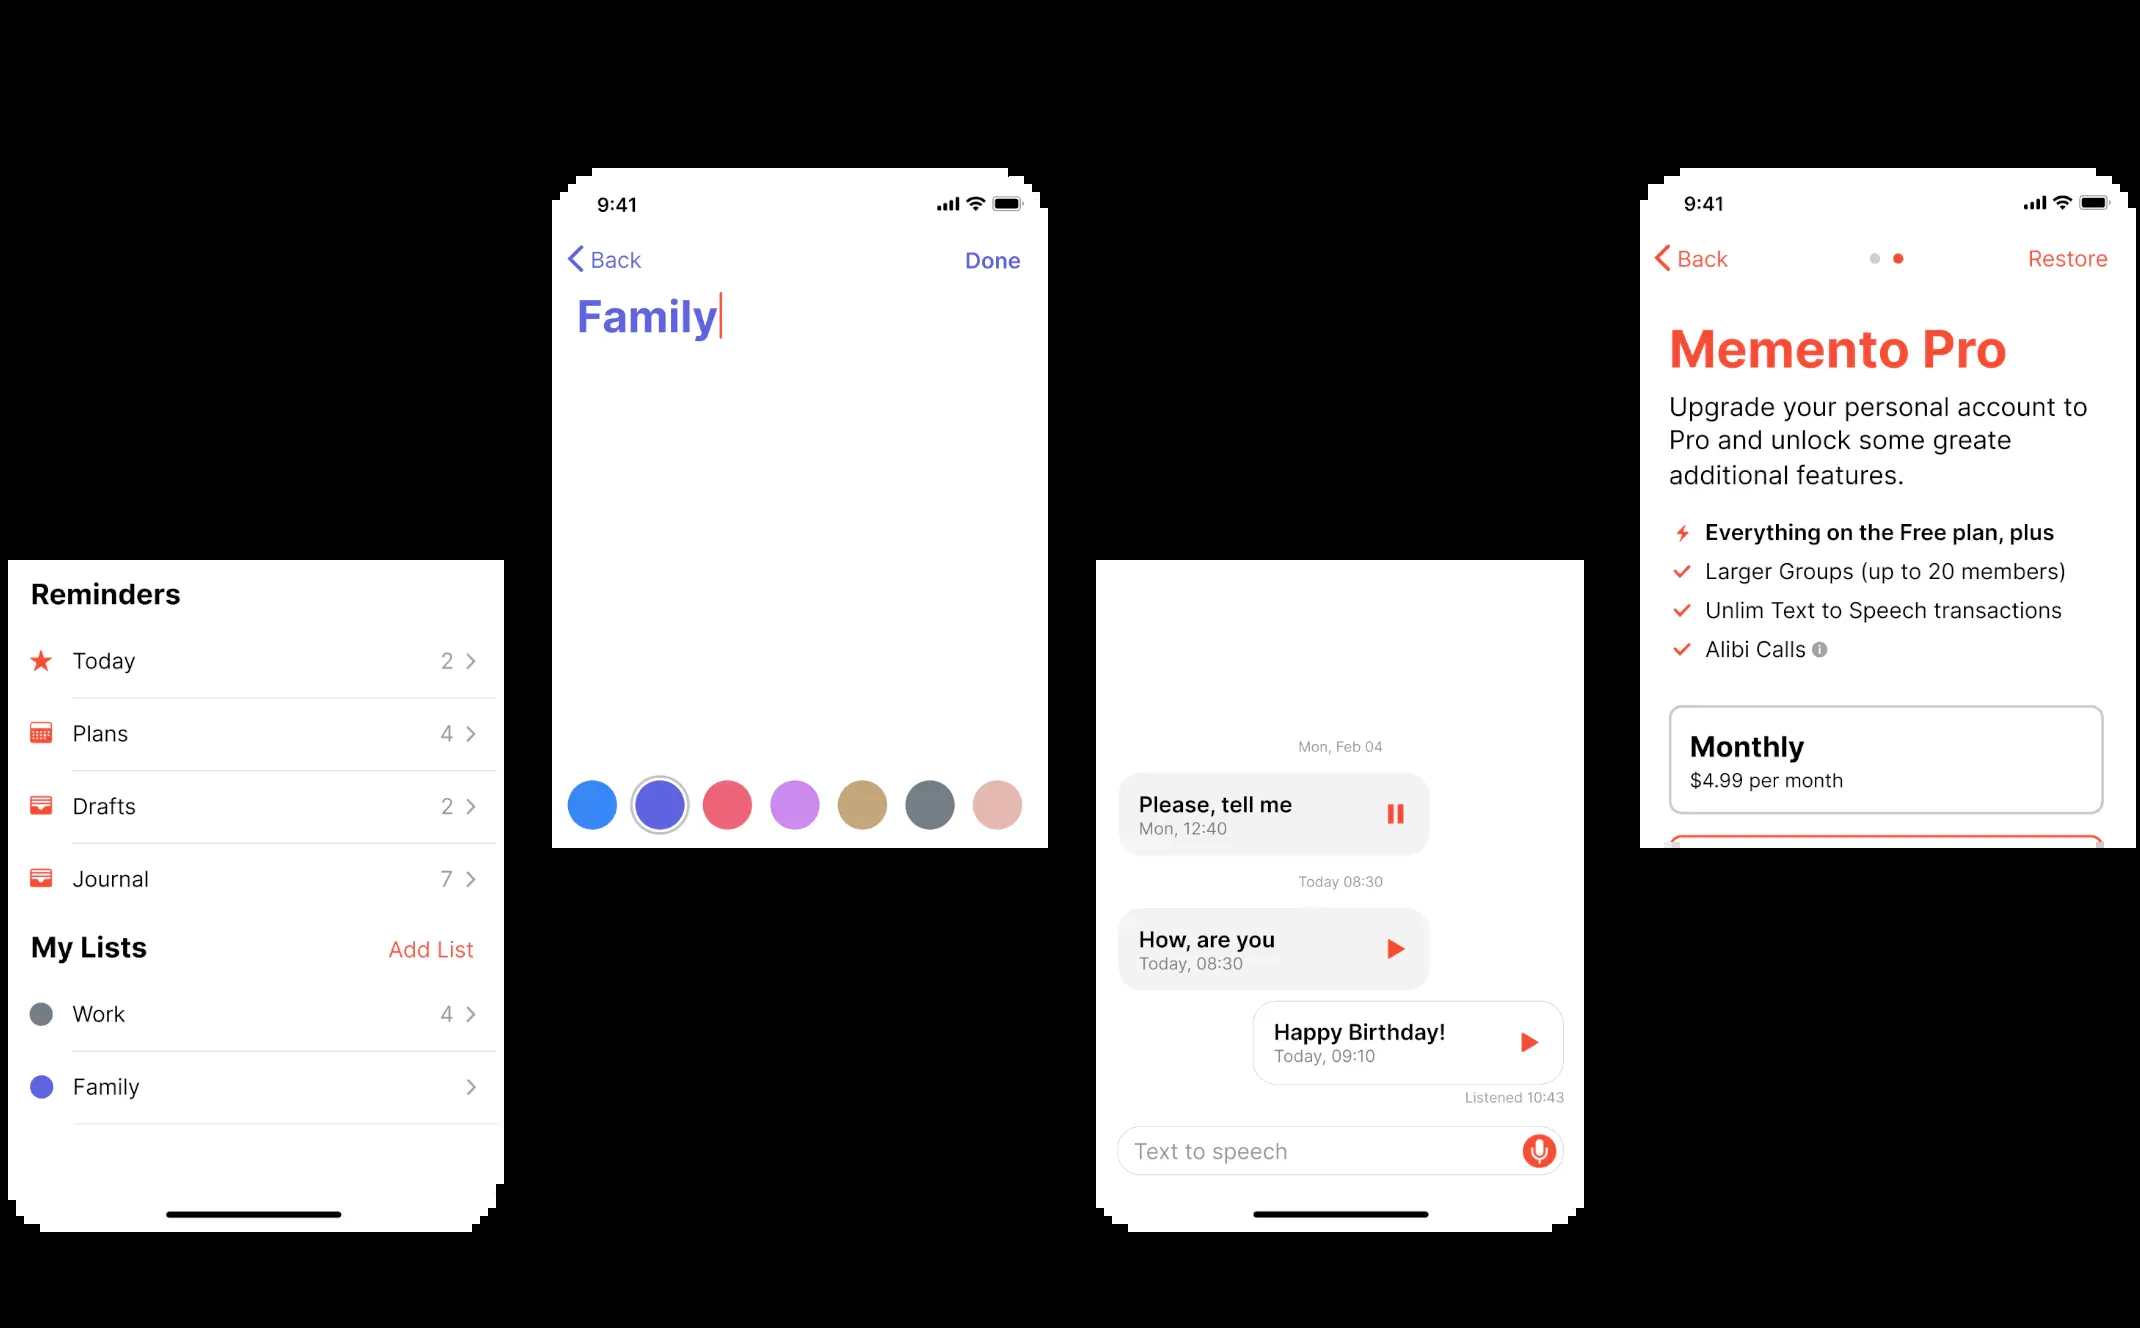 Reminders
Today 2
Plans 4
Drafts 2
Journal 7
My Lists Add List
Work 4
Family
9:41
Back Done
Family
Mon, Feb 04
Please, tell me
Mon, 12:40
Today 08:30
How, are you
Today, 08:30
Happy Birthday!
Today, 09:10
Listened 10:43
Text to speech
9:41
Back Restore
Memento Pro
Upgrade your personal account to
Pro and unlock some greate
additional features.
Everything on the Free plan, plus
Larger Groups (up to 20 members)
Unlim Text to Speech transactions
Alibi Calls
Monthly
$4.99 per month